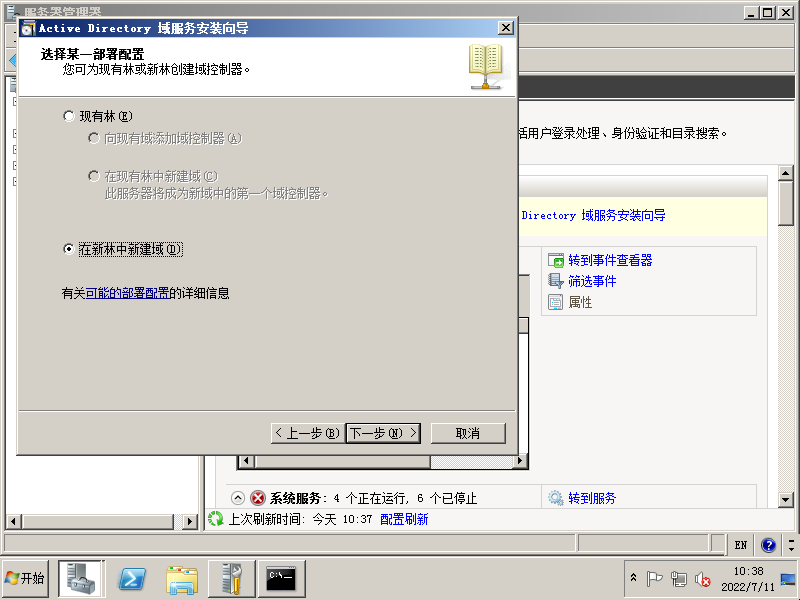 服务器管理器
Active Directory 域服务安装向导
选择某一部署配置
您可为现有林或新林创建域控制器。
现有林(E)
向现有域添加域控制器(A)
在现有林中新建域(C)
此服务器将成为新域中的第一个域控制器。
在新林中新建域(D)
有关可能的部署配置的详细信息
< 上一步(B)
下一步(N) >
取消
括用户登录处理、身份验证和目录搜索。
Directory 域服务安装向导
转到事件查看器
筛选事件
属性
系统服务: 4 个正在运行, 6 个已停止
转到服务
上次刷新时间: 今天 10:37 配置刷新
EN
开始
C:\_
10:38
2022/7/11